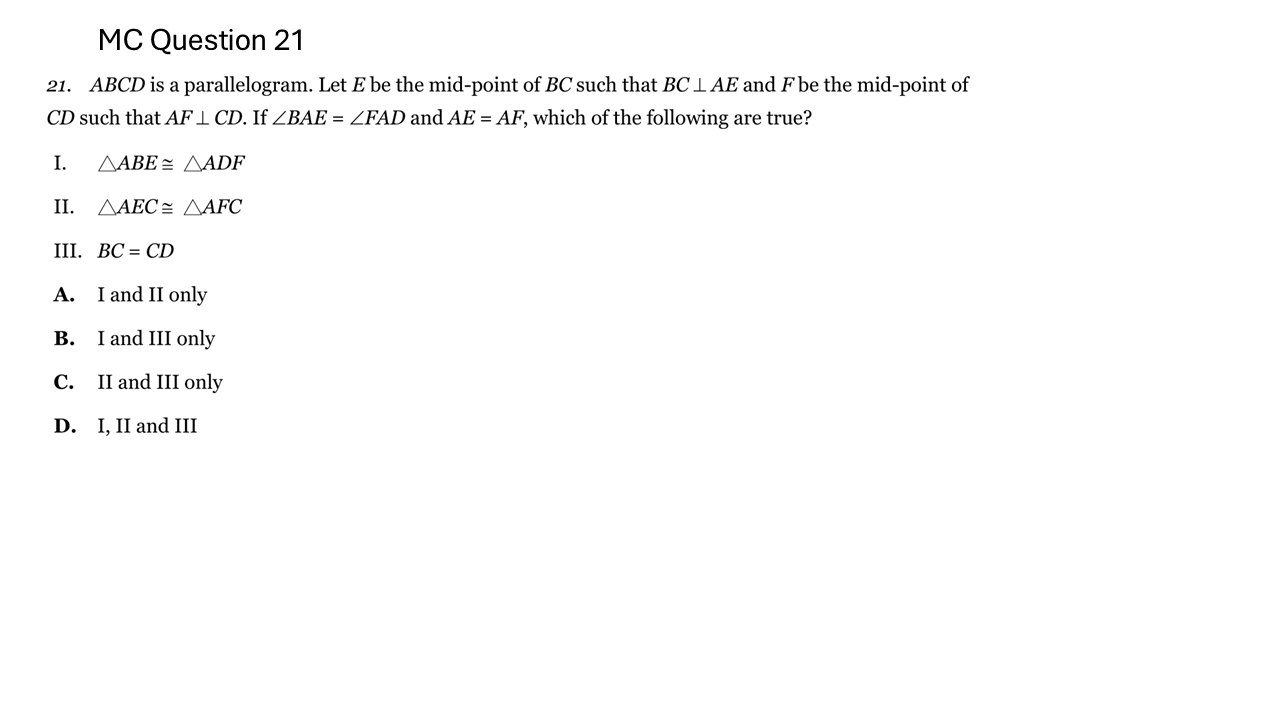 MC Question 21
21. ABCD is a parallelogram. Let E be the mid-point of BC such that BC ⊥ AE and F be the mid-point of
CD such that AF ⊥ CD. If ∠BAE = ∠FAD and AE = AF, which of the following are true?
I. △ABE ≅ △ADF
II. △AEC ≅ △AFC
III. BC = CD
A. I and II only
B. I and III only
C. II and III only
D. I, II and III